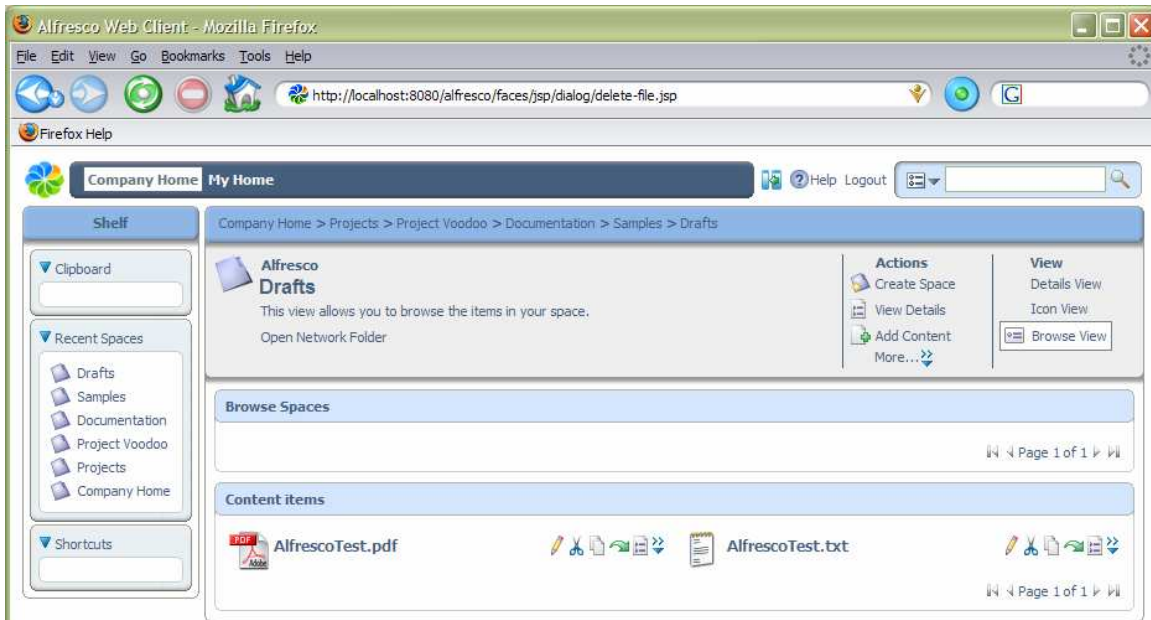 Alfresco Web Client - Mozilla Firefox
File Edit View Go Bookmarks Tools Help
http://localhost:8080/alfresco/faces/jsp/dialog/delete-file.jsp
G
Firefox Help
Company Home My Home
Help Logout
Shelf
Company Home > Projects > Project Voodoo > Documentation > Samples > Drafts
Clipboard
Recent Spaces
Drafts
Samples
Documentation
Project Voodoo
Projects
Company Home
Shortcuts
Alfresco
Drafts
This view allows you to browse the items in your space.
Open Network Folder
Actions
Create Space
View Details
Add Content
More...
View
Details View
Icon View
Browse View
Browse Spaces
Page 1 of 1
Content items
PDF
Adobe
AlfrescoTest.pdf
AlfrescoTest.txt
Page 1 of 1